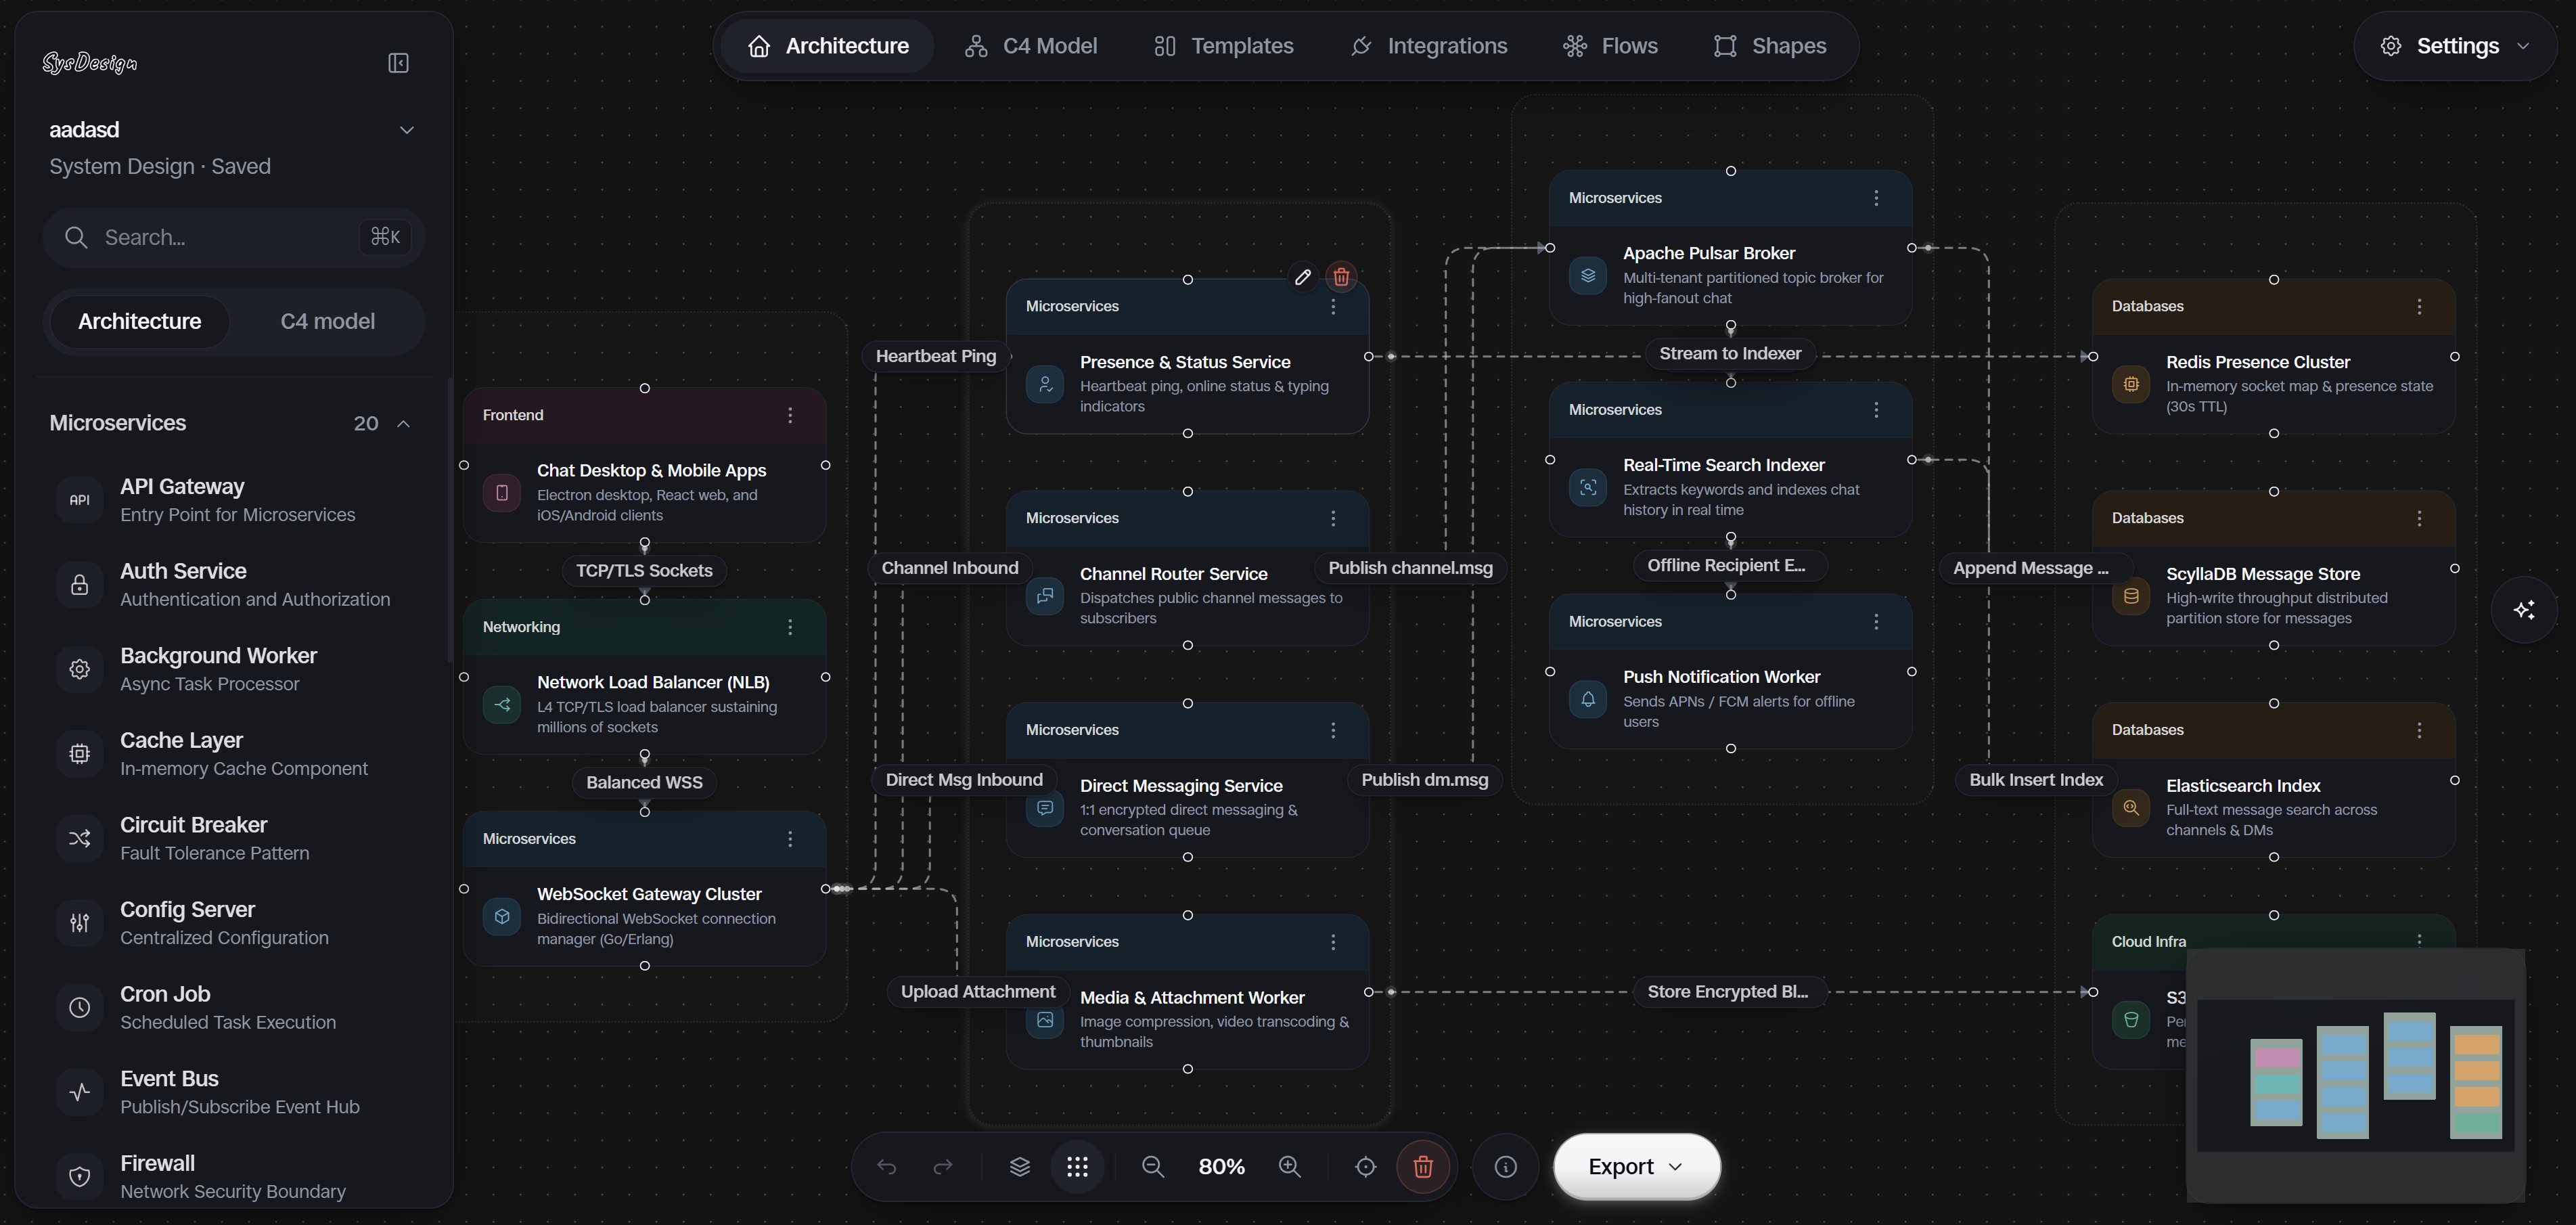 SysDesign
aadasd
System Design · Saved
Search...
⌘K
Architecture
C4 model
Microservices
20
API
API Gateway
Entry Point for Microservices
Auth Service
Authentication and Authorization
Background Worker
Async Task Processor
Cache Layer
In-memory Cache Component
Circuit Breaker
Fault Tolerance Pattern
Config Server
Centralized Configuration
Cron Job
Scheduled Task Execution
Event Bus
Publish/Subscribe Event Hub
Firewall
Network Security Boundary
Architecture
C4 Model
Templates
Integrations
Flows
Shapes
Settings
Frontend
Chat Desktop & Mobile Apps
Electron desktop, React web, and
iOS/Android clients
TCP/TLS Sockets
Networking
Network Load Balancer (NLB)
L4 TCP/TLS load balancer sustaining
millions of sockets
Balanced WSS
Microservices
WebSocket Gateway Cluster
Bidirectional WebSocket connection
manager (Go/Erlang)
Heartbeat Ping
Channel Inbound
Direct Msg Inbound
Upload Attachment
Microservices
Presence & Status Service
Heartbeat ping, online status & typing
indicators
Microservices
Channel Router Service
Dispatches public channel messages to
subscribers
Microservices
Direct Messaging Service
1:1 encrypted direct messaging &
conversation queue
Microservices
Media & Attachment Worker
Image compression, video transcoding &
thumbnails
Publish channel.msg
Publish dm.msg
Microservices
Apache Pulsar Broker
Multi-tenant partitioned topic broker for
high-fanout chat
Stream to Indexer
Microservices
Real-Time Search Indexer
Extracts keywords and indexes chat
history in real time
Offline Recipient E...
Microservices
Push Notification Worker
Sends APNs / FCM alerts for offline
users
Store Encrypted Bl...
Append Message ...
Bulk Insert Index
Databases
Redis Presence Cluster
In-memory socket map & presence state
(30s TTL)
Databases
ScyllaDB Message Store
High-write throughput distributed
partition store for messages
Databases
Elasticsearch Index
Full-text message search across
channels & DMs
Cloud Infra
S3
Per
me
80%
Export